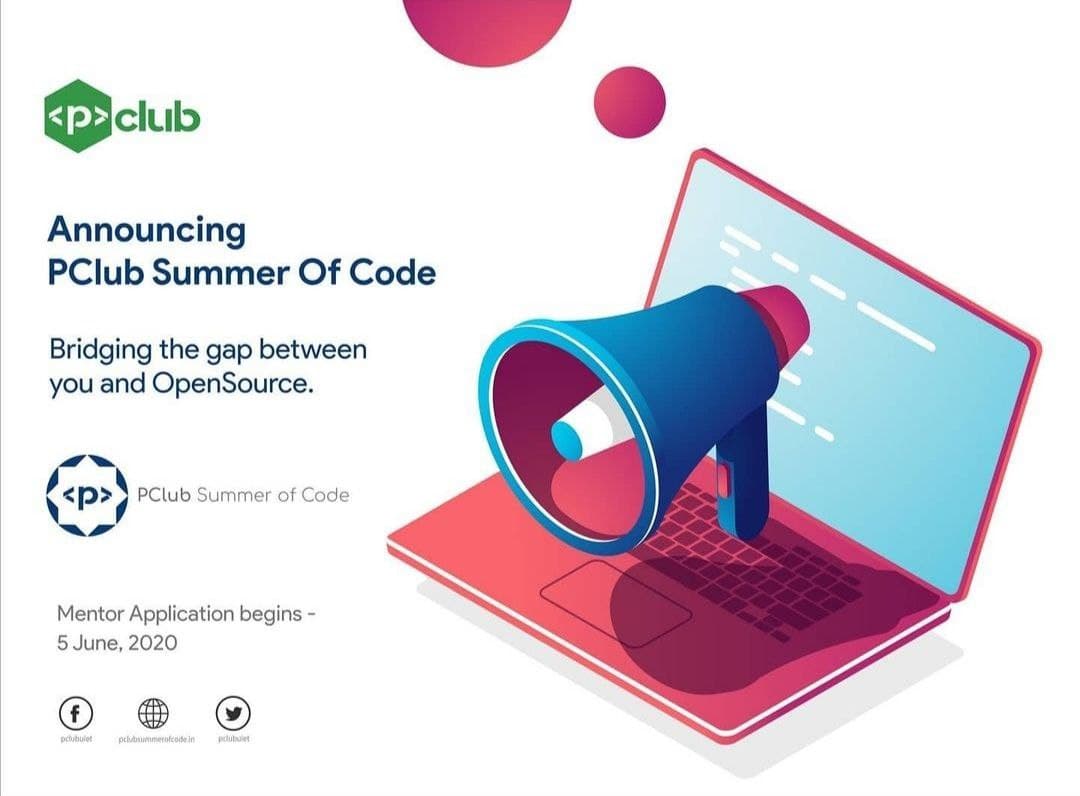 <p> club
Announcing
PClub Summer Of Code
Bridging the gap between
you and OpenSource.
<p> PClub Summer of Code
Mentor Application begins -
5 June, 2020
pclubuiet pclubsummerofcode.in pclubuiet